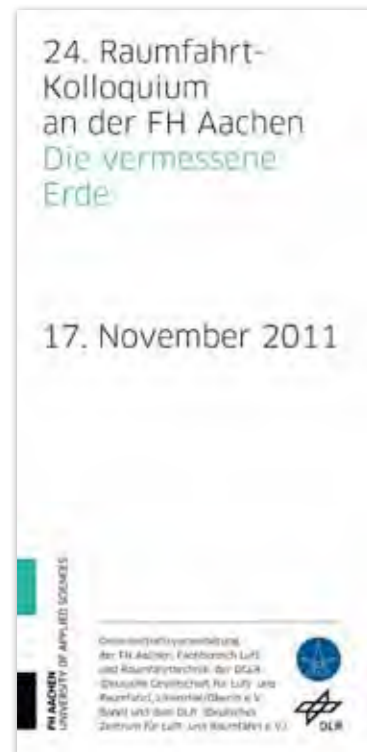 24. Raumfahrt-
Kolloquium
an der FH Aachen
Die vermessene
Erde
17. November 2011
FH AACHEN
UNIVERSITY OF APPLIED SCIENCES
Gemeinschaftsveranstaltung
der FH Aachen, Fachbereich Luft-
und Raumfahrttechnik, der DGLR
(Deutsche Gesellschaft für Luft- und
Raumfahrt, Lilienthal/Oberth e.V.
Bonn) und dem DLR (Deutsches
Zentrum für Luft- und Raumfahrt e.V.)
DLR